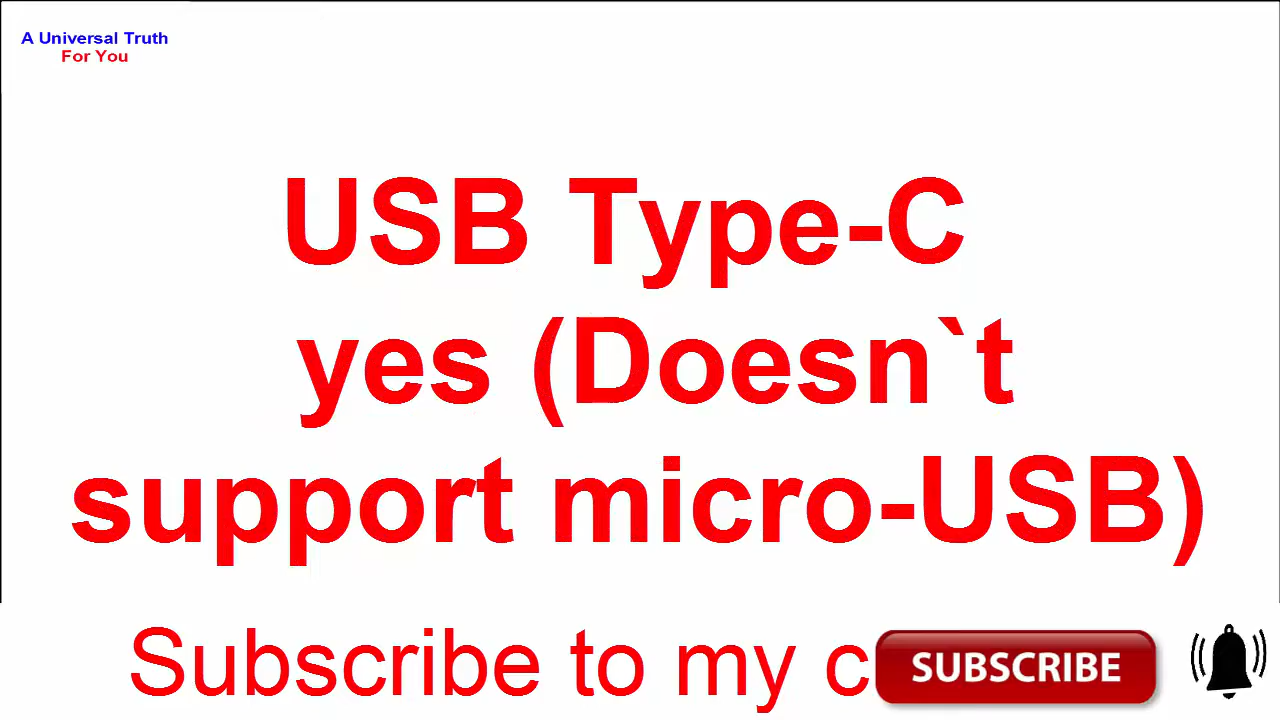 A Universal Truth
For You
USB Type-C
yes (Doesn`t
support micro-USB)
Subscribe to my c
SUBSCRIBE